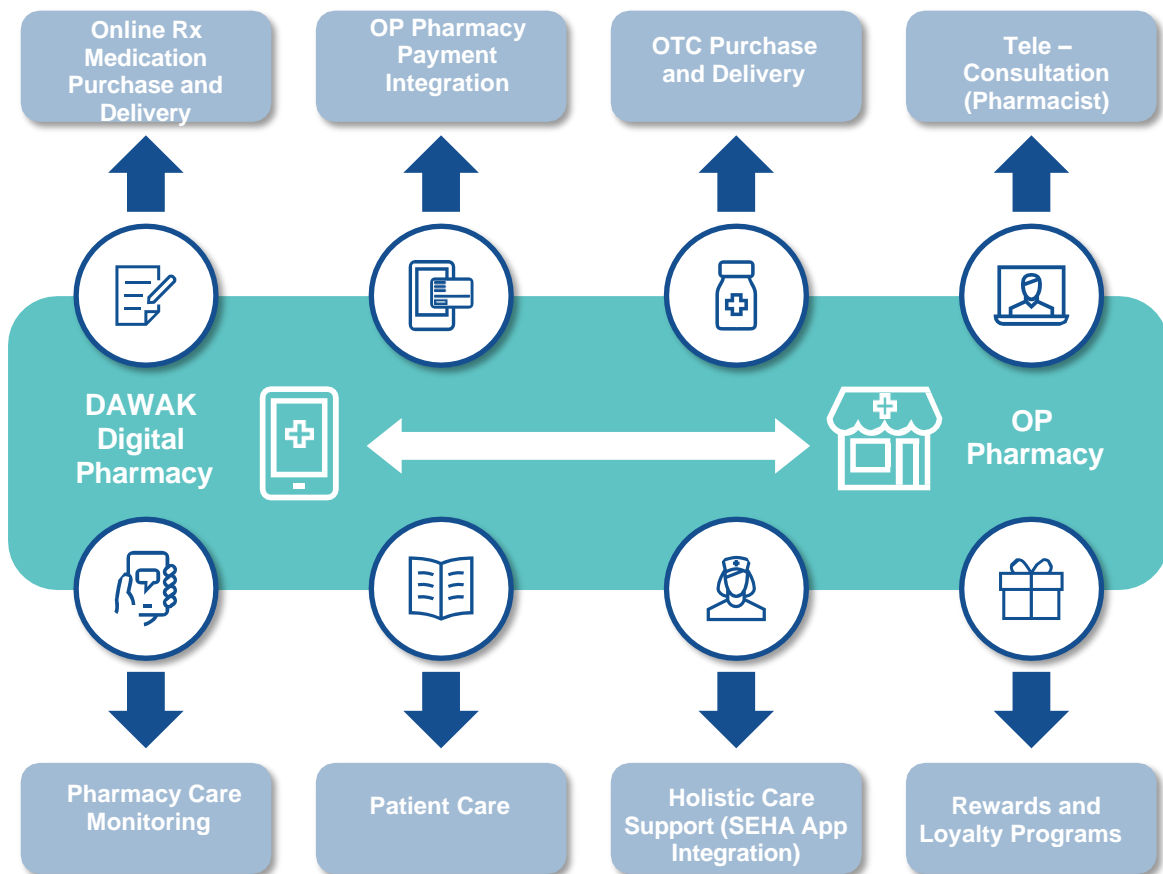 Online Rx
Medication
Purchase and
Delivery
OP Pharmacy
Payment
Integration
OTC Purchase
and Delivery
Tele –
Consultation
(Pharmacist)
DAWAK
Digital
Pharmacy
OP
Pharmacy
Pharmacy Care
Monitoring
Patient Care
Holistic Care
Support (SEHA App
Integration)
Rewards and
Loyalty Programs